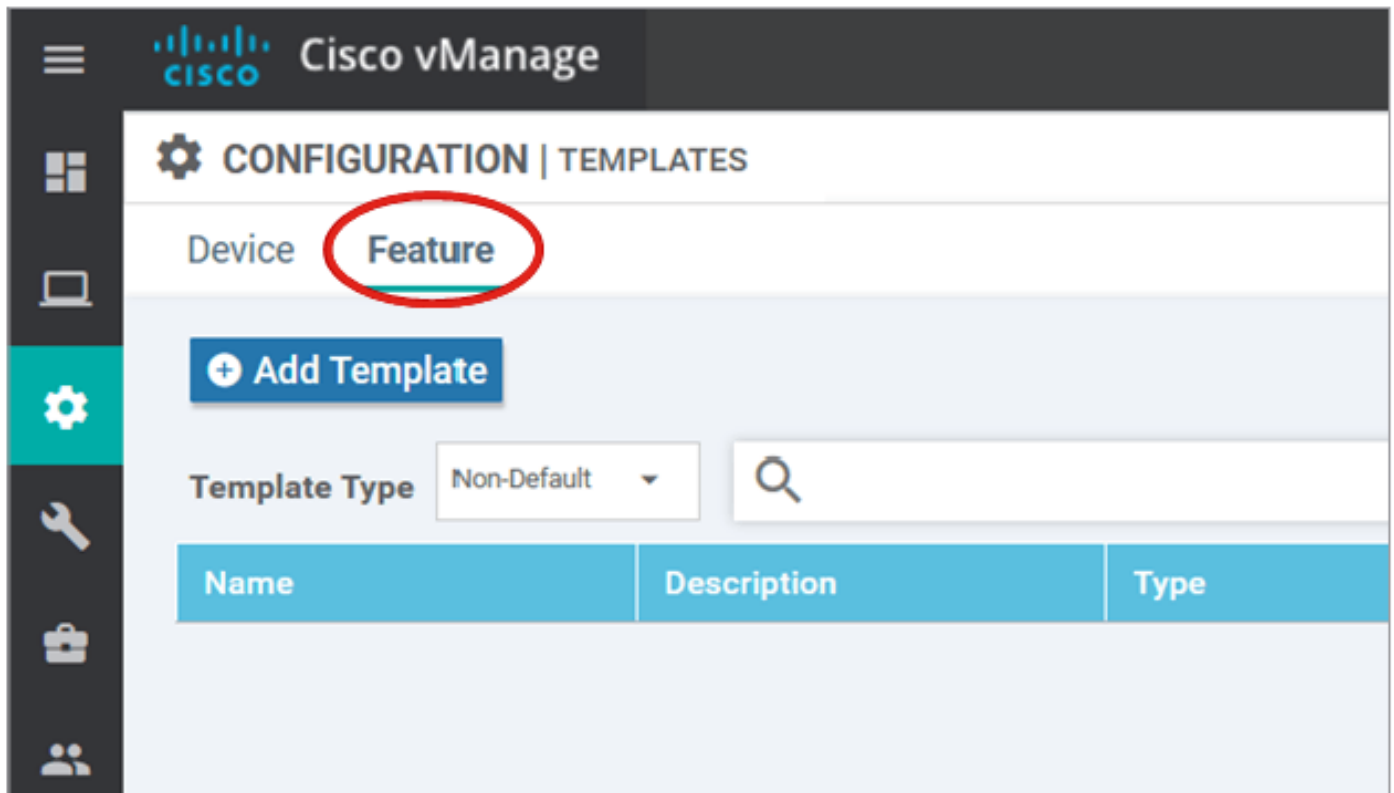 CISCO Cisco vManage
CONFIGURATION | TEMPLATES
Device Feature
Add Template
Template Type Non-Default
Name Description Type